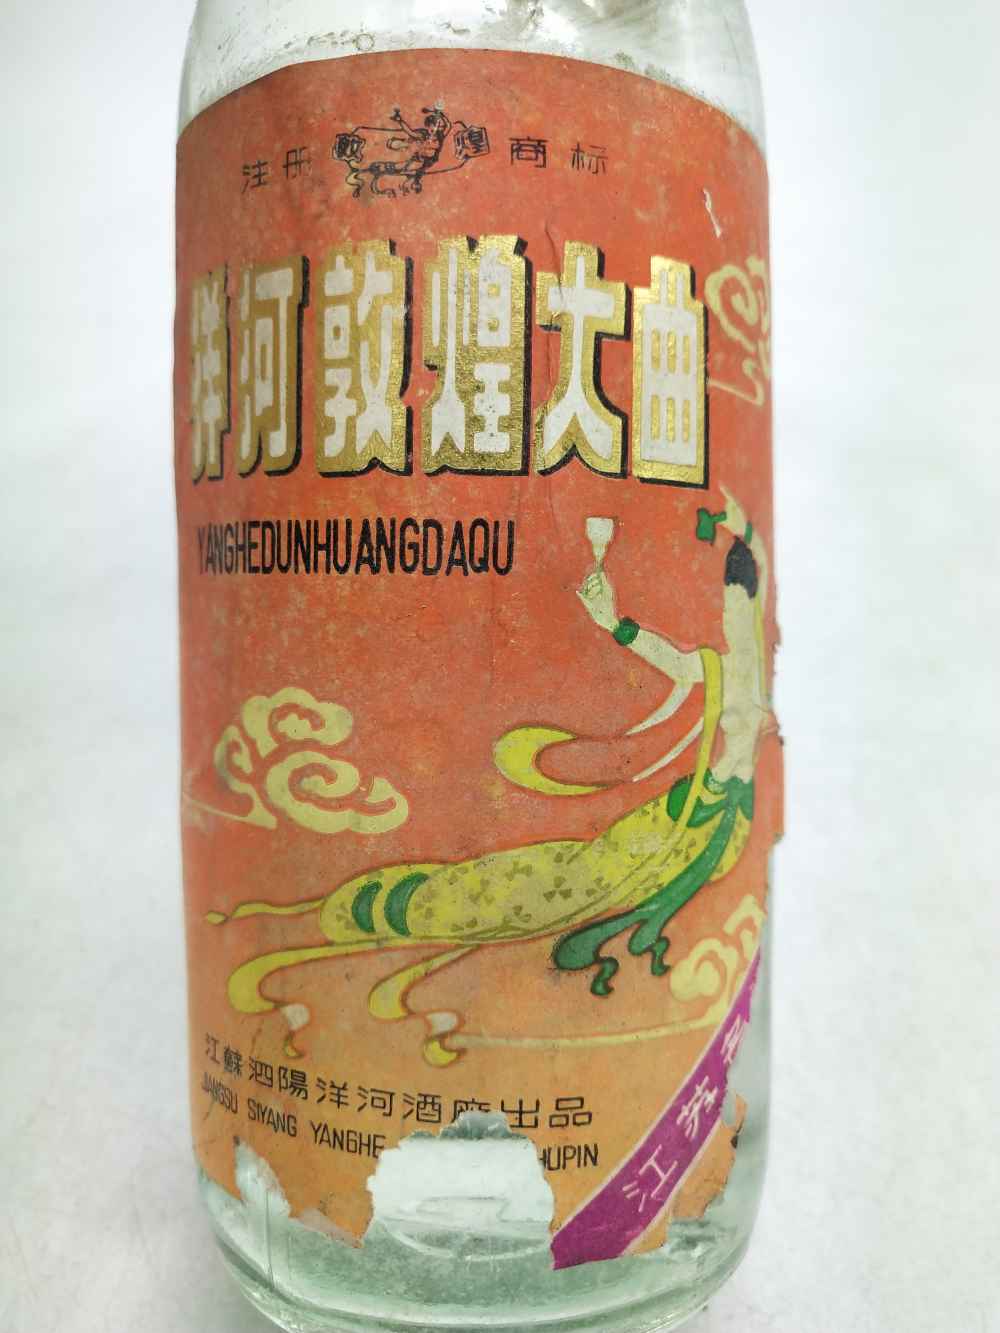 注册 敦煌 商标
洋河敦煌大曲
YANGHEDUNHUANGDAQU
江蘇泗陽洋河酒廠出品
JIANGSU SIYANG YANGHE HUPIN
江苏名